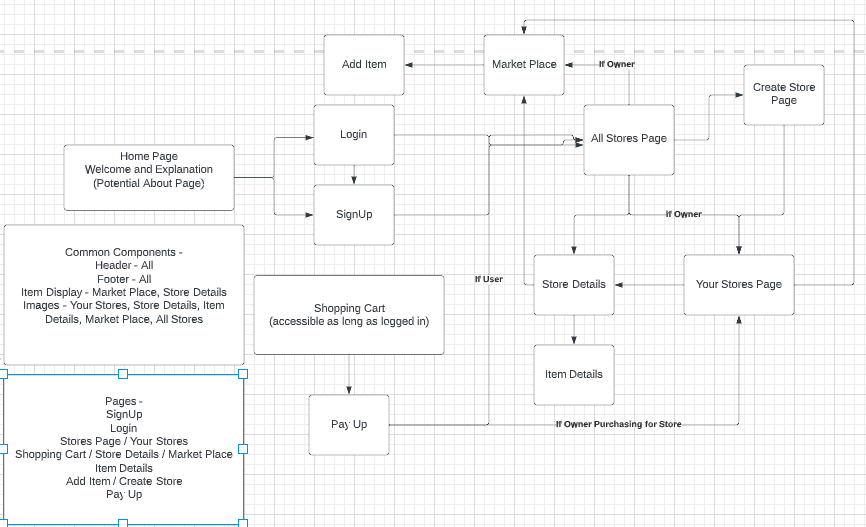 Add Item
Market Place
If Owner
Create Store
Page
Login
All Stores Page
Home Page
Welcome and Explanation
(Potential About Page)
SignUp
If Owner
Common Components -
Header - All
Footer - All
Item Display - Market Place, Store Details
Images - Your Stores, Store Details, Item
Details, Market Place, All Stores
If User
Store Details
Your Stores Page
Shopping Cart
(accessible as long as logged in)
Item Details
Pages -
SignUp
Login
Stores Page / Your Stores
Shopping Cart / Store Details / Market Place
Item Details
Add Item / Create Store
Pay Up
Pay Up
If Owner Purchasing for Store